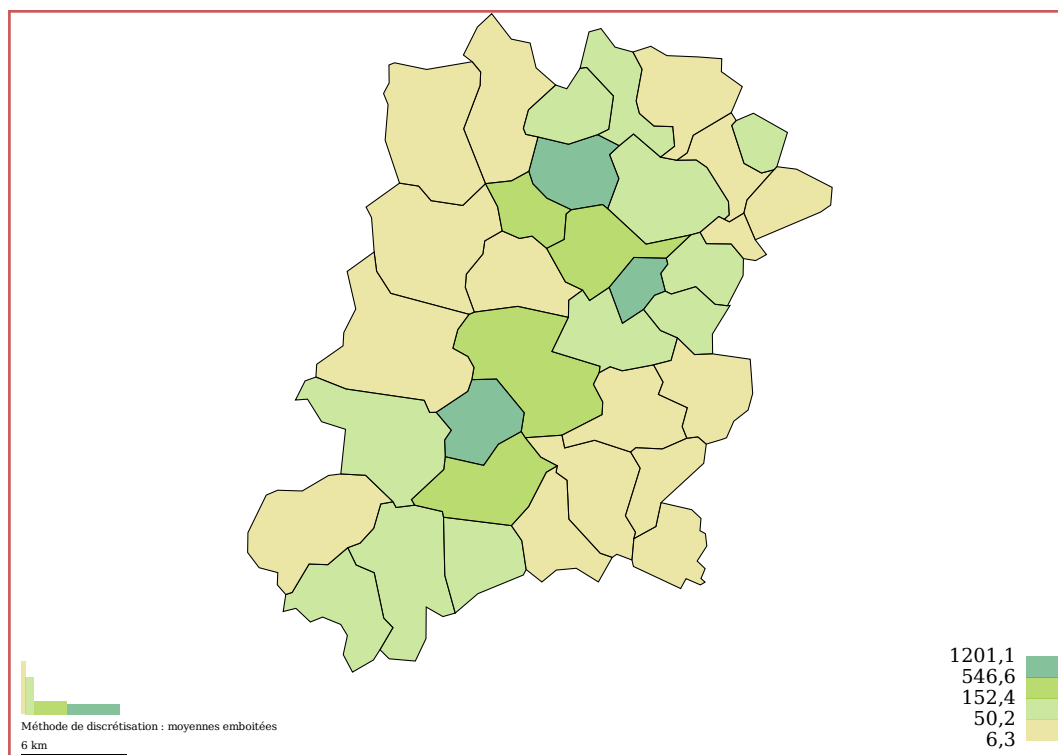 1201,1
546,6
152,4
50,2
6,3
Méthode de discrétisation : moyennes emboitées
6 km